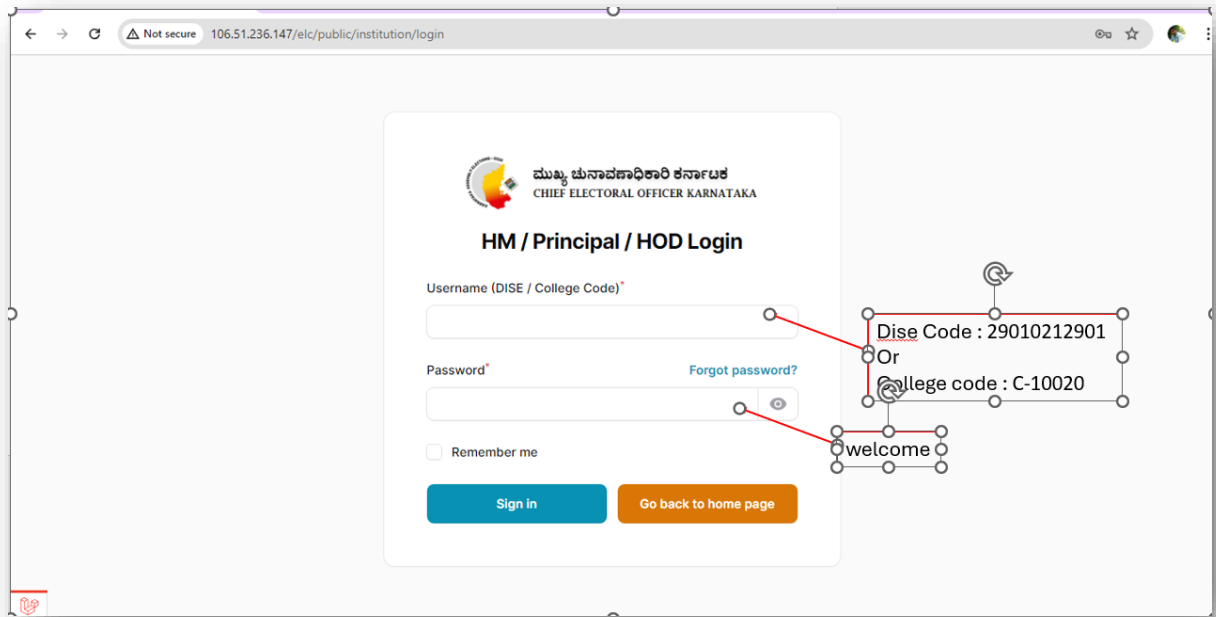 Not secure 106.51.236.147/elc/public/institution/login
ಮುಖ್ಯ ಚುನಾವಣಾಧಿಕಾರಿ ಕರ್ನಾಟಕ
CHIEF ELECTORAL OFFICER KARNATAKA
HM / Principal / HOD Login
Username (DISE / College Code)*
Dise Code : 29010212901
Or
College code : C-10020
Password*
Forgot password?
welcome
Remember me
Sign in
Go back to home page